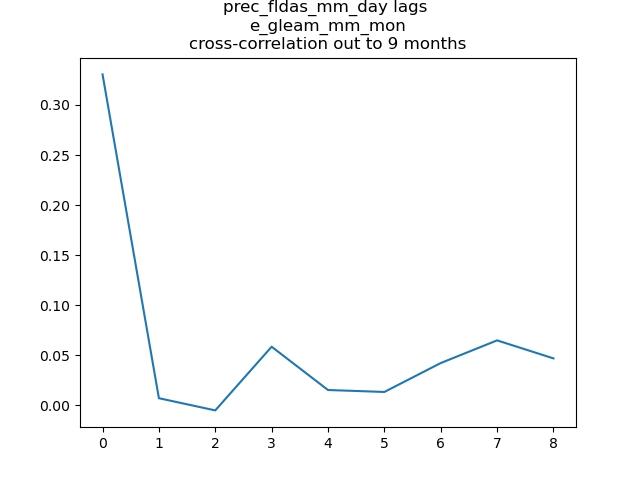 prec_fldas_mm_day lags
e_gleam_mm_mon
cross-correlation out to 9 months
0.30
0.25
0.20
0.15
0.10
0.05
0.00
0 1 2 3 4 5 6 7 8